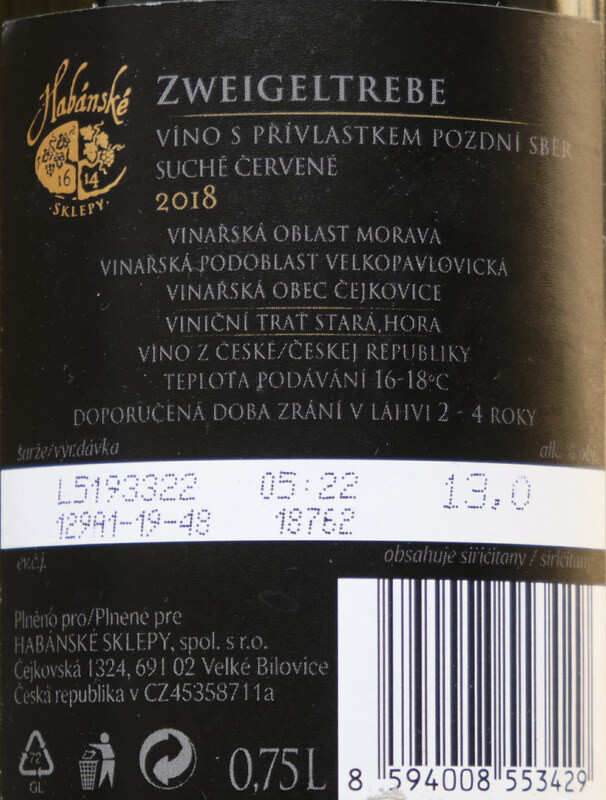 Habánské
16 14
·SKLEPY·
ZWEIGELTREBE
VÍNO S PŘÍVLASTKEM POZDNÍ SBĚR
SUCHÉ ČERVENÉ
2018
VINAŘSKÁ OBLAST MORAVA
VINAŘSKÁ PODOBLAST VELKOPAVLOVICKÁ
VINAŘSKÁ OBEC ČEJKOVICE
VINIČNÍ TRAŤ STARÁ HORA
VÍNO Z ČESKÉ/ČESKEJ REPUBLIKY
TEPLOTA PODÁVÁNÍ 16-18°C
DOPORUČENÁ DOBA ZRÁNÍ V LÁHVI 2 - 4 ROKY
šarže/výr.dávka alk. % obj.
L5193322 05:22 13,0
129A1-19-48 18762
ev.č.j. obsahuje siřičitany / siričitany
Plněno pro/Plnené pre
HABÁNSKÉ SKLEPY, spol. s r.o.
Čejkovská 1324, 691 02 Velké Bílovice
Česká republika v CZ45358711a
72
GL
0,75L
8 594008 553429